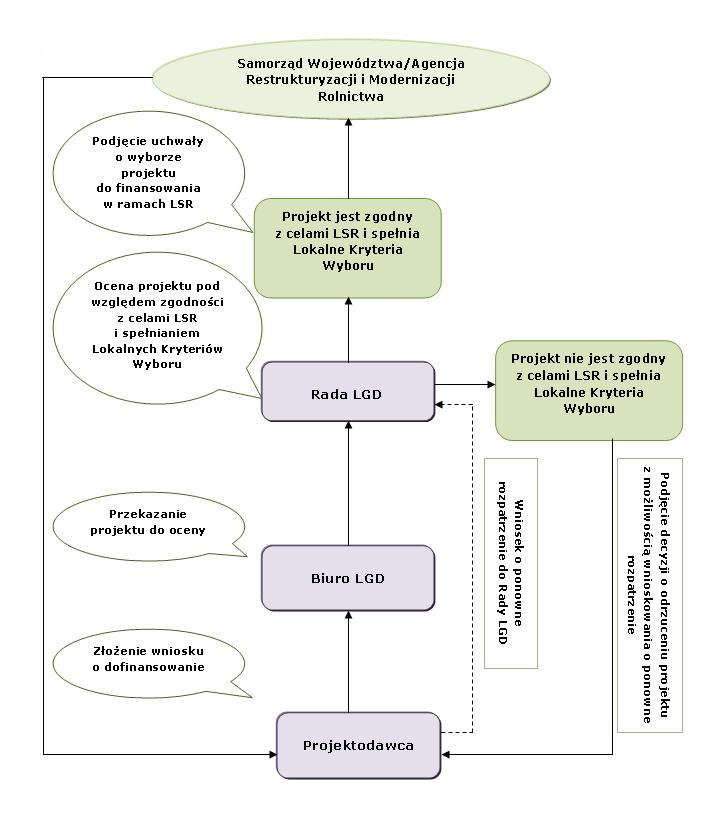 Samorząd Województwa/Agencja
Restrukturyzacji i Modernizacji
Rolnictwa
Podjęcie uchwały
o wyborze
projektu
do finansowania
w ramach LSR
Projekt jest zgodny
z celami LSR i spełnia
Lokalne Kryteria
Wyboru
Ocena projektu pod
względem zgodności
z celami LSR
i spełnianiem
Lokalnych Kryteriów
Wyboru
Rada LGD
Projekt nie jest zgodny
z celami LSR i spełnia
Lokalne Kryteria
Wyboru
Przekazanie
projektu do oceny
Biuro LGD
Wniosek o ponowne
rozpatrzenie do Rady LGD
Podjęcie decyzji o odrzuceniu projektu
z możliwością wnioskowania o ponowne
rozpatrzenie
Złożenie wniosku
o dofinansowanie
Projektodawca